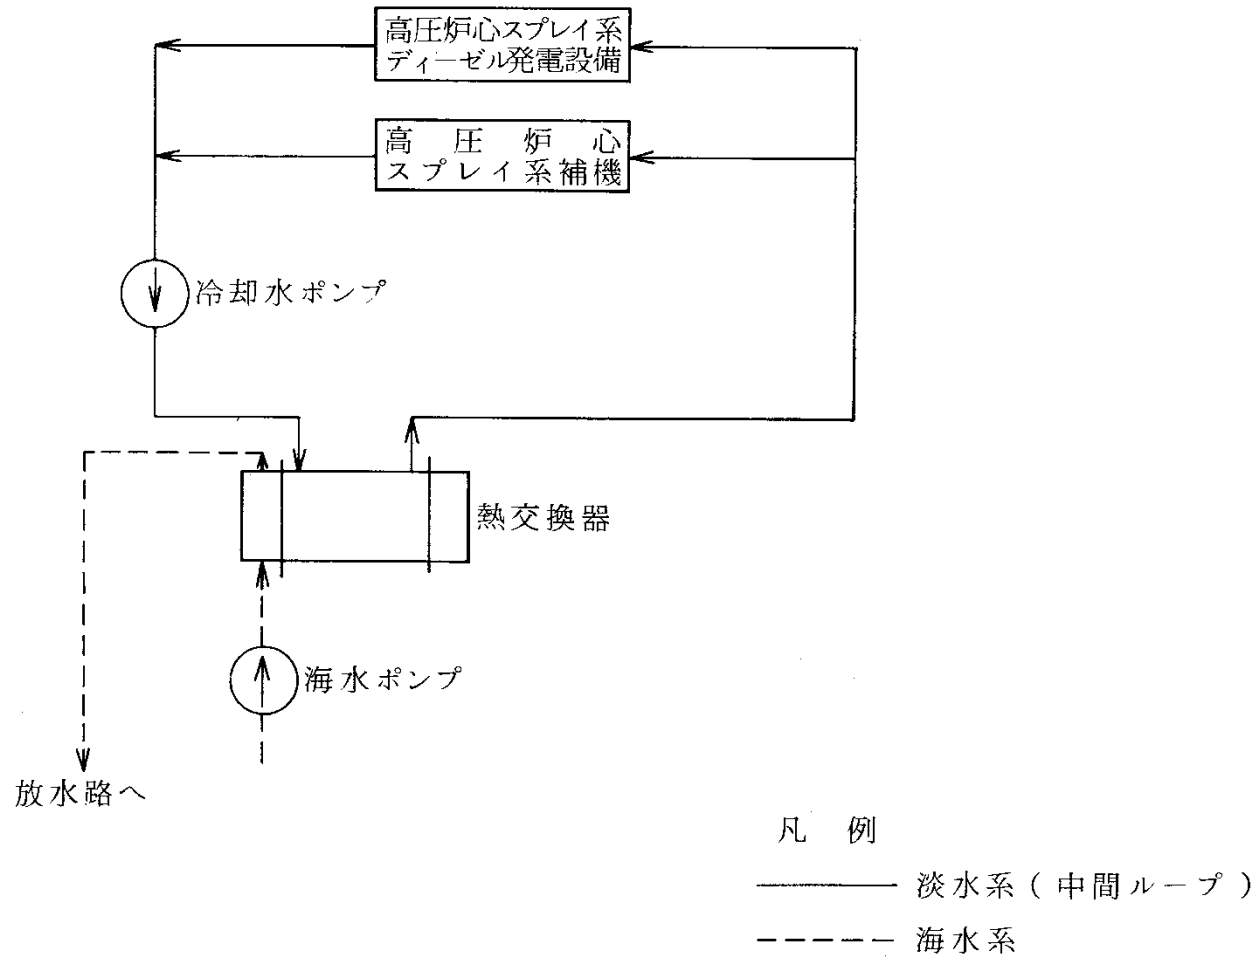 高圧炉心スプレイ系
ディーゼル発電設備
高圧炉心
スプレイ系補機
冷却水ポンプ
熱交換器
海水ポンプ
放水路へ
凡例
淡水系(中間ループ)
海水系